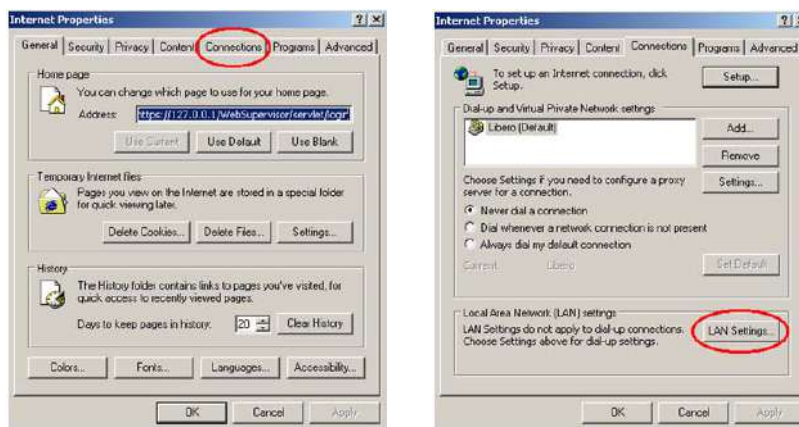 Internet Properties
General Security Privacy Content Connections Programs Advanced
Home page
You can change which page to use for your home page.
Address: https://127.0.0.1/WebSupervisor/servlet/login
Use Current Use Default Use Blank
Temporary Internet files
Pages you view on the Internet are stored in a special folder
for quick viewing later.
Delete Cookies... Delete Files... Settings...
History
The History folder contains links to pages you've visited, for
quick access to recently viewed pages.
Days to keep pages in history: 20 Clear History
Colors... Fonts... Languages... Accessibility...
OK Cancel Apply
Internet Properties
General Security Privacy Content Connections Programs Advanced
To set up an Internet connection, click
Setup.
Setup...
Dial-up and Virtual Private Network settings
Libero (Default)
Add...
Remove
Choose Settings if you need to configure a proxy
server for a connection.
Settings...
Never dial a connection
Dial whenever a network connection is not present
Always dial my default connection
Current Libero Set Default
Local Area Network (LAN) settings
LAN Settings do not apply to dial-up connections.
Choose Settings above for dial-up settings.
LAN Settings...
OK Cancel Apply